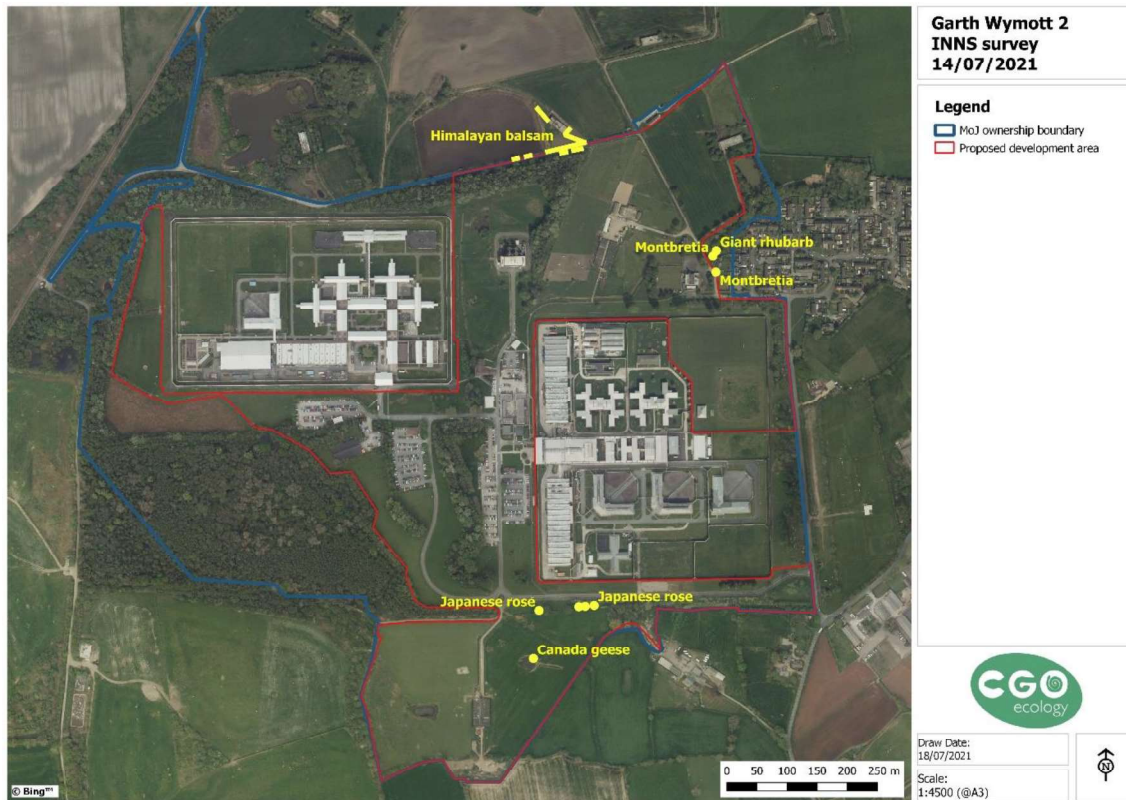 Garth Wymott 2
INNS survey
14/07/2021
Legend
MoJ ownership boundary
Proposed development area
Himalayan balsam
Montbretia
Giant rhubarb
Montbretia
Japanese rose
Japanese rose
Canada geese
CGO
ecology
Draw Date:
18/07/2021
Scale:
1:4500 (@A3)
N
0 50 100 150 200 250 m
© Bing™